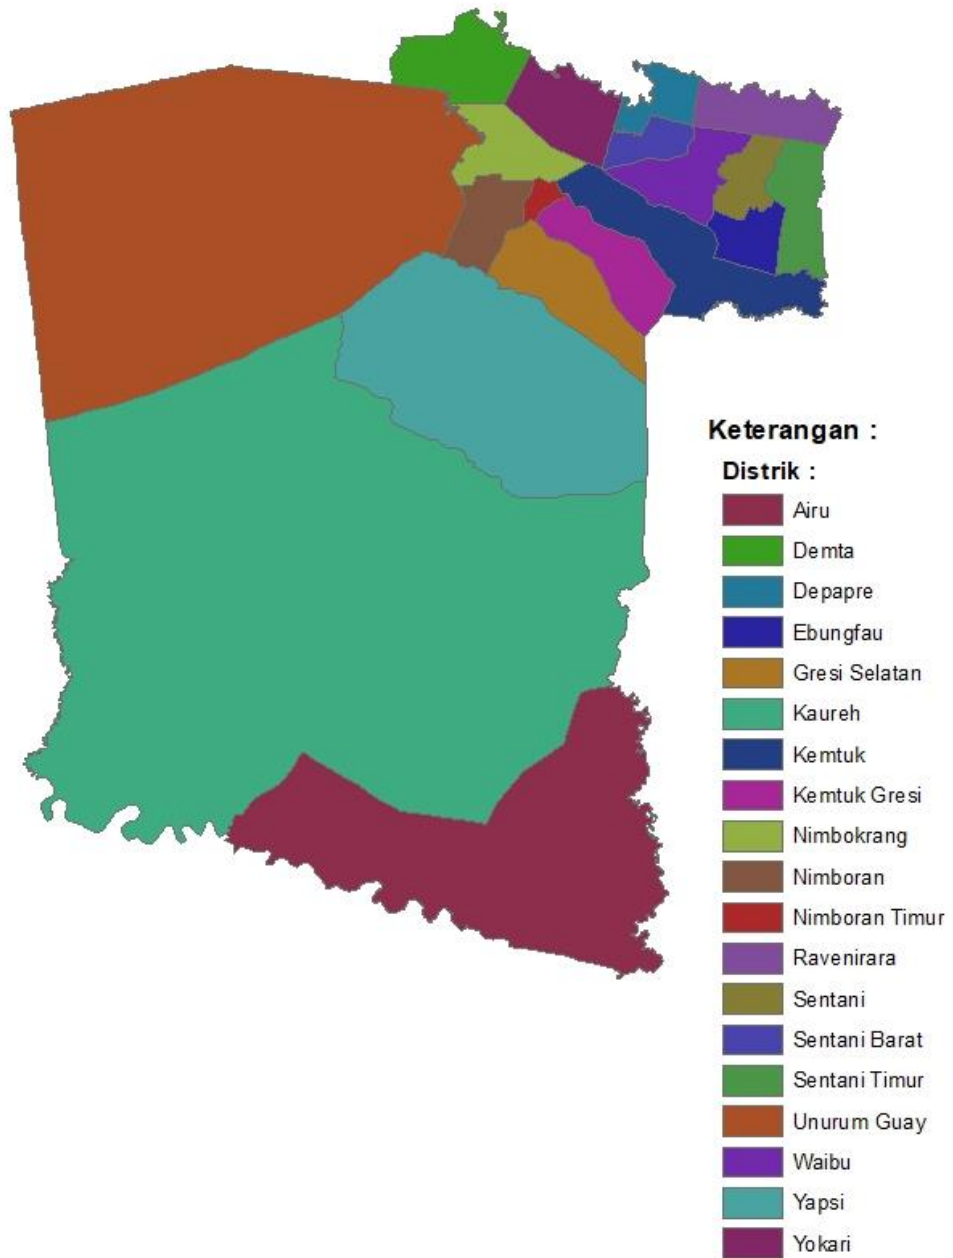 Keterangan :
Distrik :
Airu
Demta
Depapre
Ebungfau
Gresi Selatan
Kaureh
Kemtuk
Kemtuk Gresi
Nimbokrang
Nimboran
Nimboran Timur
Ravenirara
Sentani
Sentani Barat
Sentani Timur
Unurum Guay
Waibu
Yapsi
Yokari